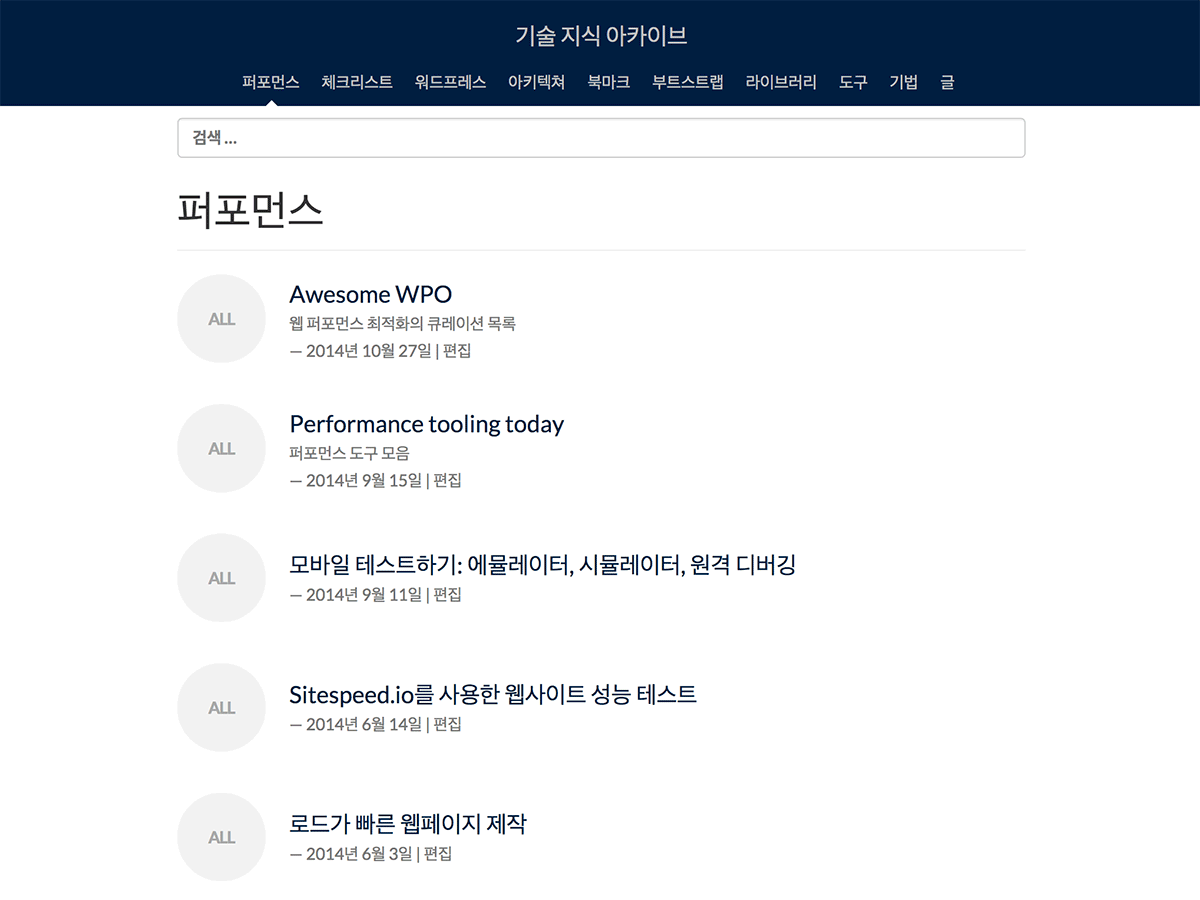 기술 지식 아카이브
퍼포먼스 체크리스트 워드프레스 아키텍쳐 북마크 부트스트랩 라이브러리 도구 기법 글
검색 ...
퍼포먼스
ALL
Awesome WPO
웹 퍼포먼스 최적화의 큐레이션 목록
— 2014년 10월 27일 | 편집
ALL
Performance tooling today
퍼포먼스 도구 모음
— 2014년 9월 15일 | 편집
ALL
모바일 테스트하기: 에뮬레이터, 시뮬레이터, 원격 디버깅
— 2014년 9월 11일 | 편집
ALL
Sitespeed.io를 사용한 웹사이트 성능 테스트
— 2014년 6월 14일 | 편집
ALL
로드가 빠른 웹페이지 제작
— 2014년 6월 3일 | 편집